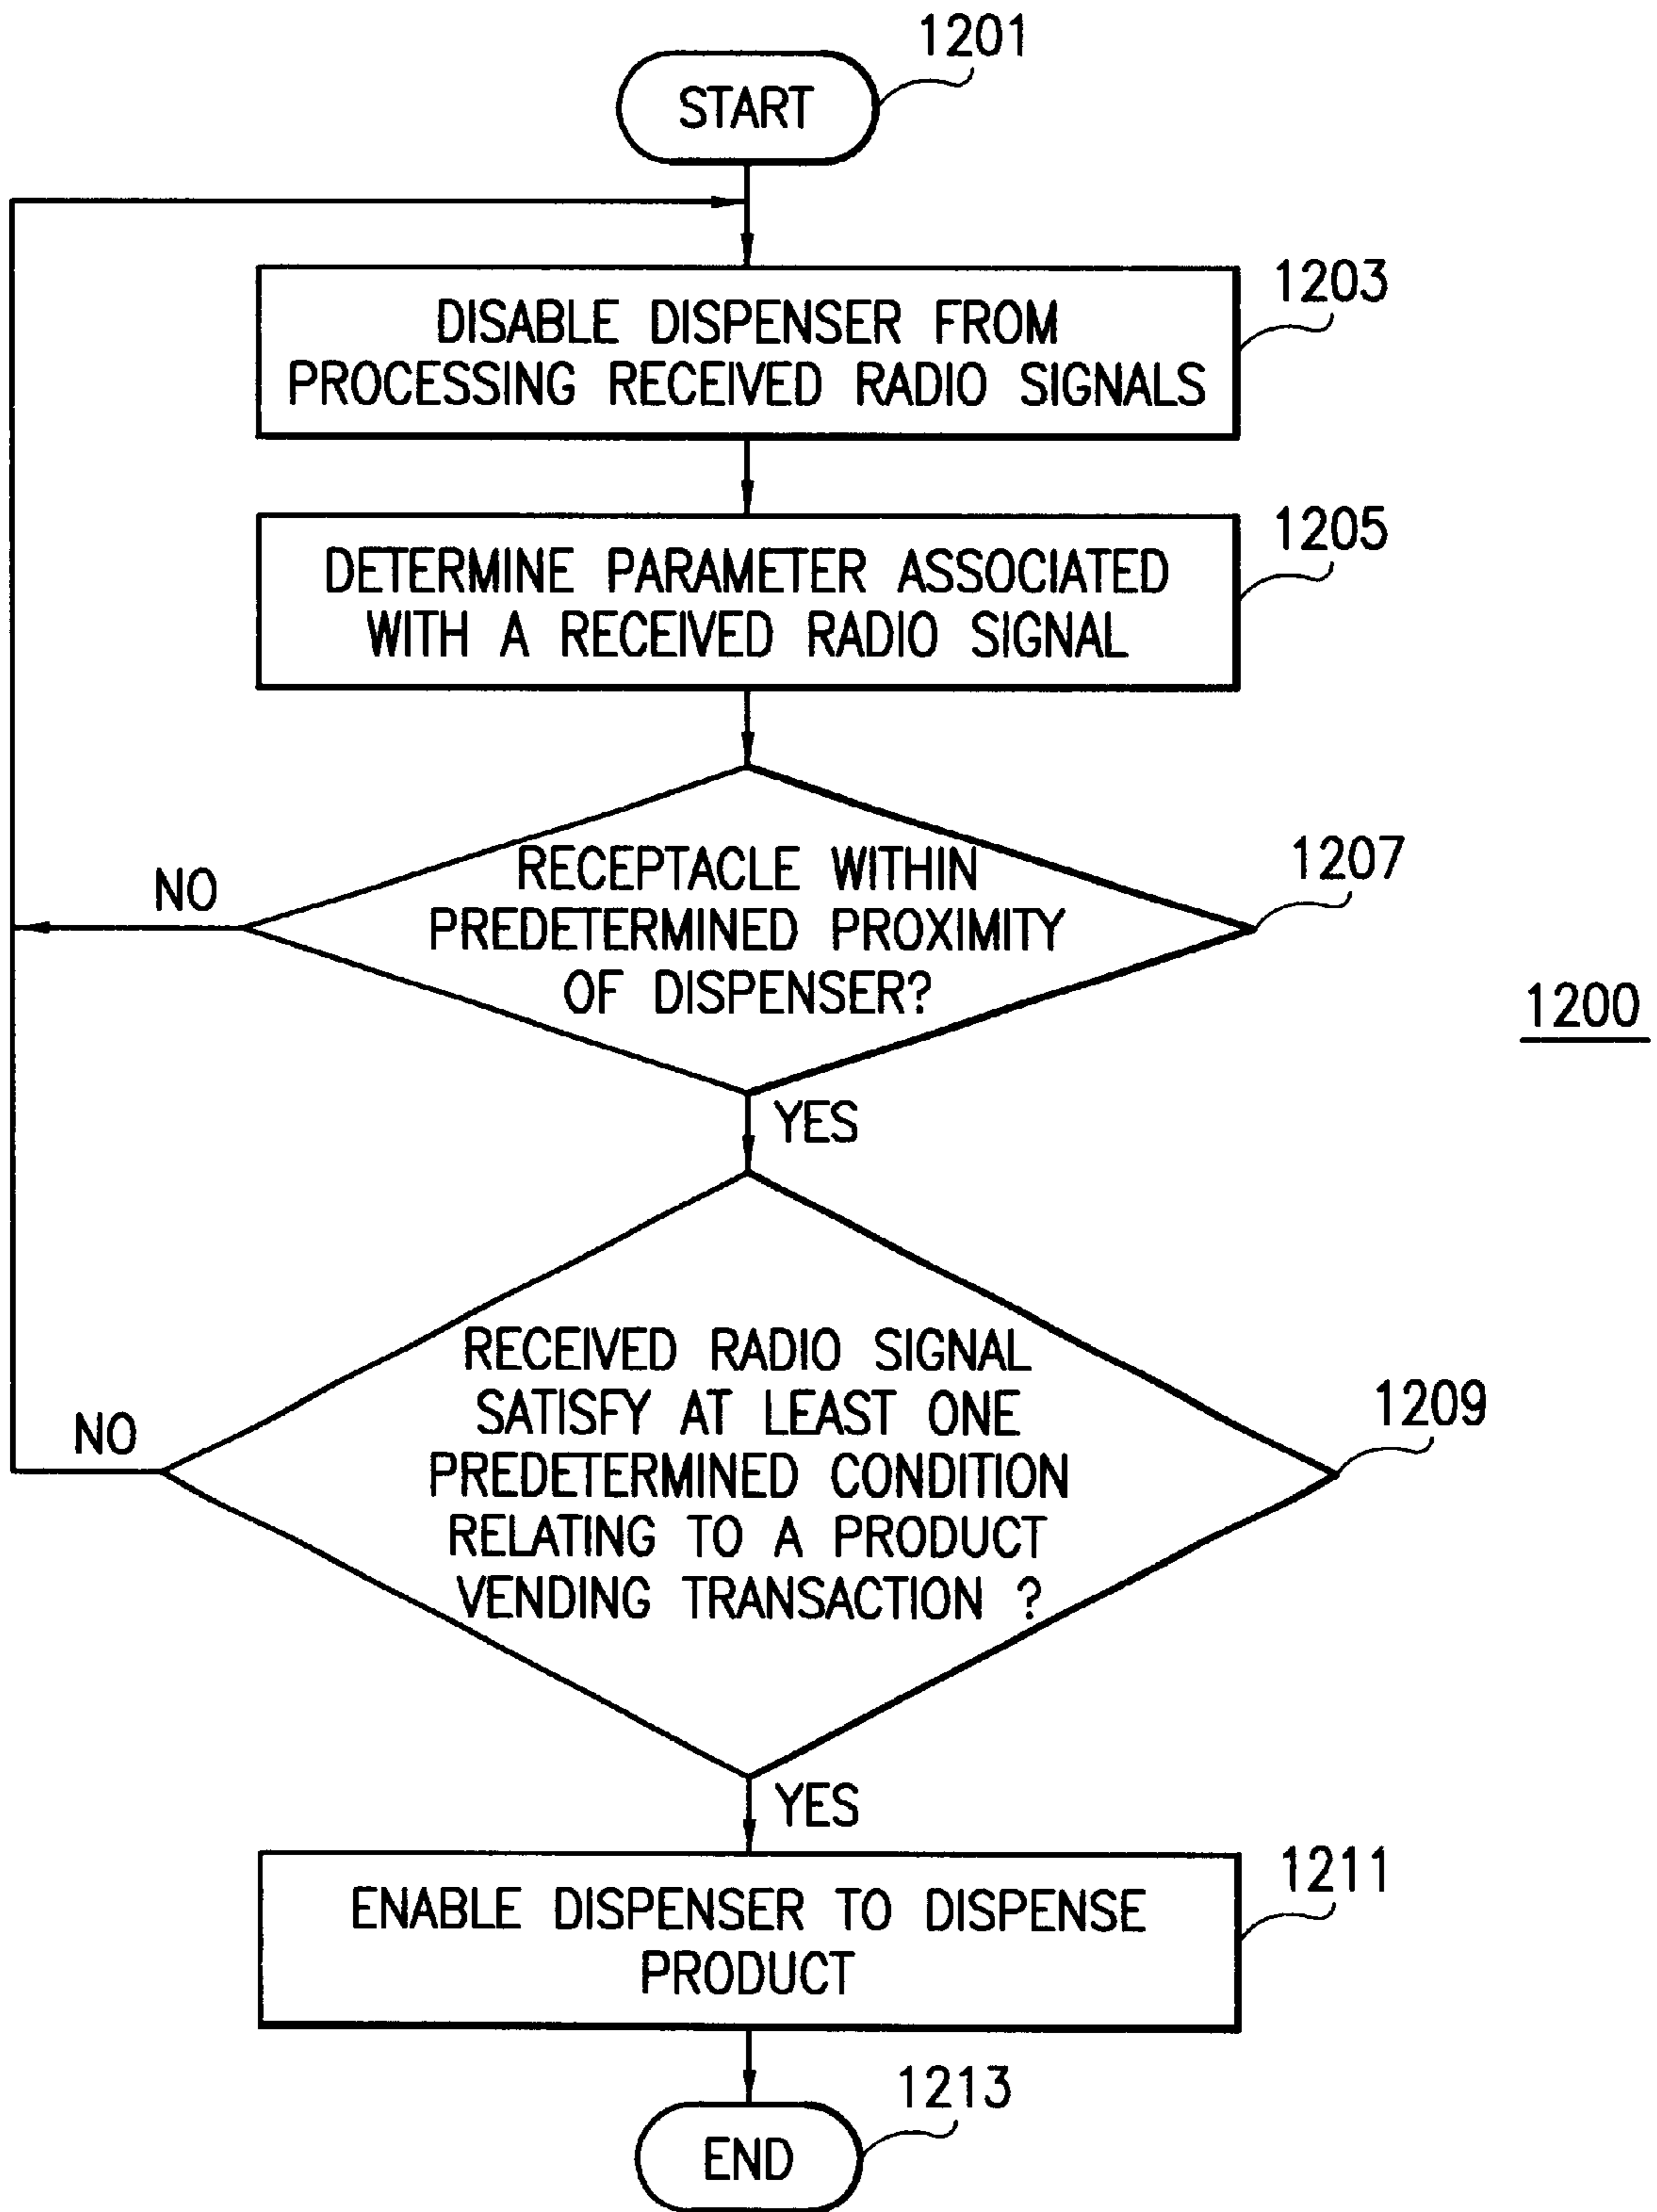 1201
START
1203
DISABLE DISPENSER FROM
PROCESSING RECEIVED RADIO SIGNALS
1205
DETERMINE PARAMETER ASSOCIATED
WITH A RECEIVED RADIO SIGNAL
1207
RECEPTACLE WITHIN
PREDETERMINED PROXIMITY
OF DISPENSER?
NO
1200
YES
1209
RECEIVED RADIO SIGNAL
SATISFY AT LEAST ONE
PREDETERMINED CONDITION
RELATING TO A PRODUCT
VENDING TRANSACTION ?
NO
YES
1211
ENABLE DISPENSER TO DISPENSE
PRODUCT
1213
END